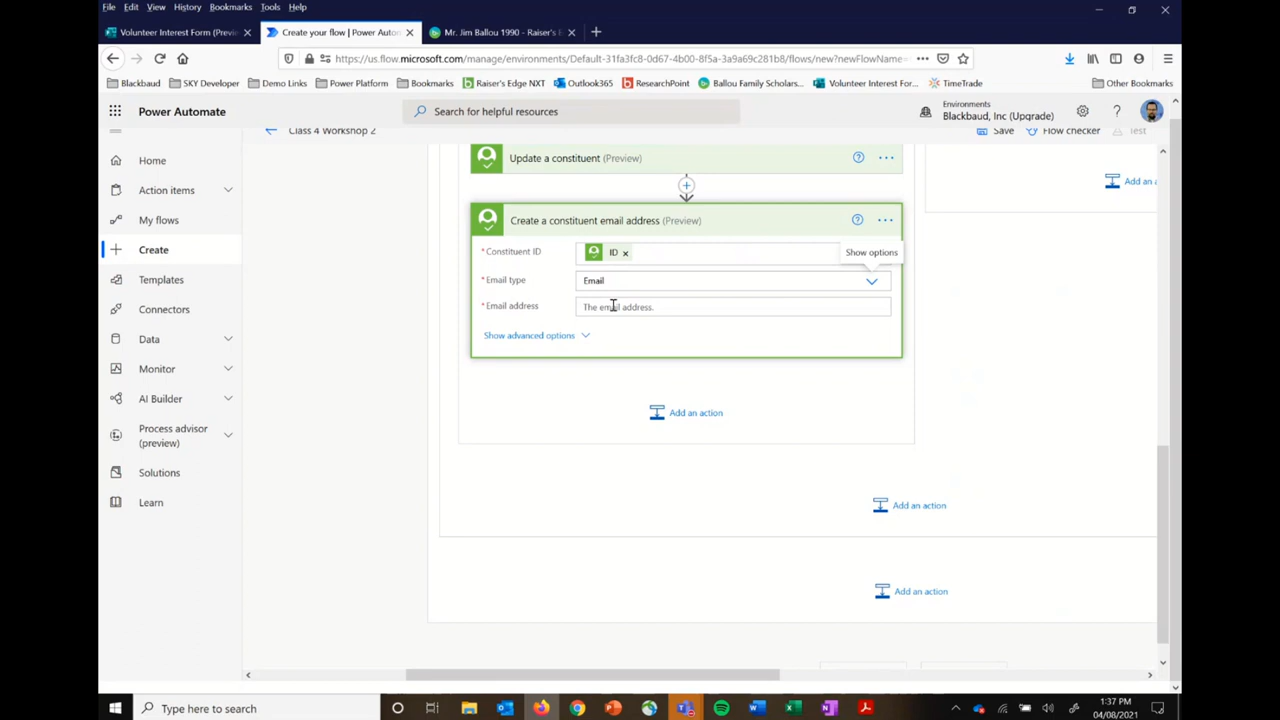 File Edit View History Bookmarks Tools Help
Volunteer Interest Form (Previe
Create your flow | Power Auton
Mr. Jim Ballou 1990 - Raiser's E
https://us.flow.microsoft.com/manage/environments/Default-31fa3fc8-0d67-4b00-8f5a-3a9a69c281b8/flows/new?newFlowName=
Blackbaud SKY Developer Demo Links Power Platform Bookmarks Raiser's Edge NXT Outlook365 ResearchPoint Ballou Family Scholars... Volunteer Interest For... TimeTrade Other Bookmarks
Power Automate
Search for helpful resources
Environments
Blackbaud, Inc (Upgrade)
Class 4 Workshop 2
Save Flow checker Test
Home
Action items
My flows
Create
Templates
Connectors
Data
Monitor
AI Builder
Process advisor
(preview)
Solutions
Learn
Update a constituent (Preview)
Add an a
Create a constituent email address (Preview)
* Constituent ID
ID
Show options
* Email type
Email
* Email address
The email address.
Show advanced options
Add an action
Add an action
Add an action
Type here to search
1:37 PM
04/08/2021